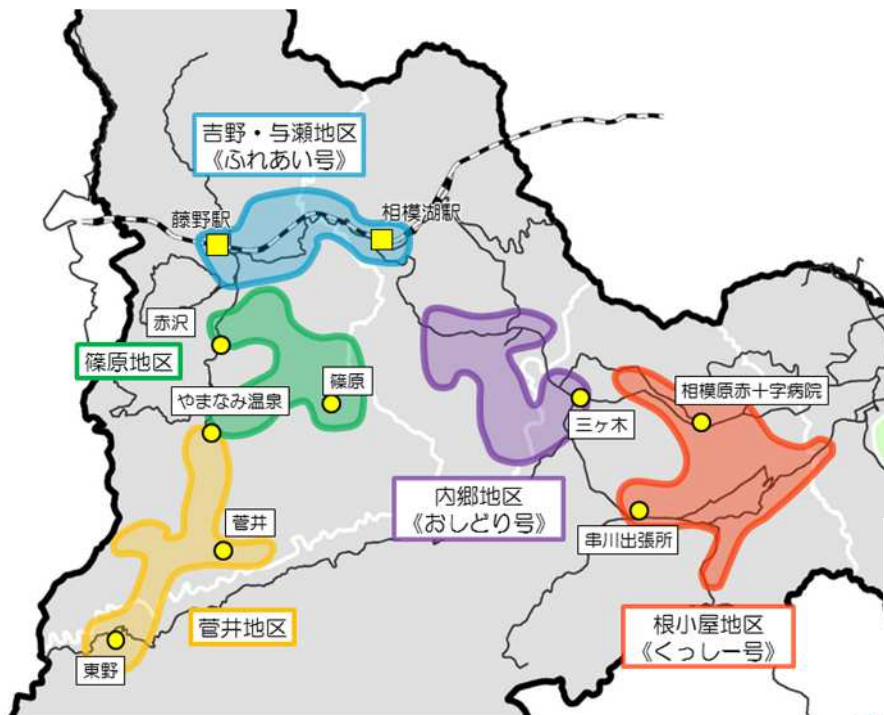 吉野・与瀬地区
《ふれあい号》
藤野駅
相模湖駅
赤沢
篠原地区
篠原
やまなみ温泉
相模原赤十字病院
三ヶ木
内郷地区
《おしどり号》
菅井
串川出張所
菅井地区
根小屋地区
《くっしー号》
東野